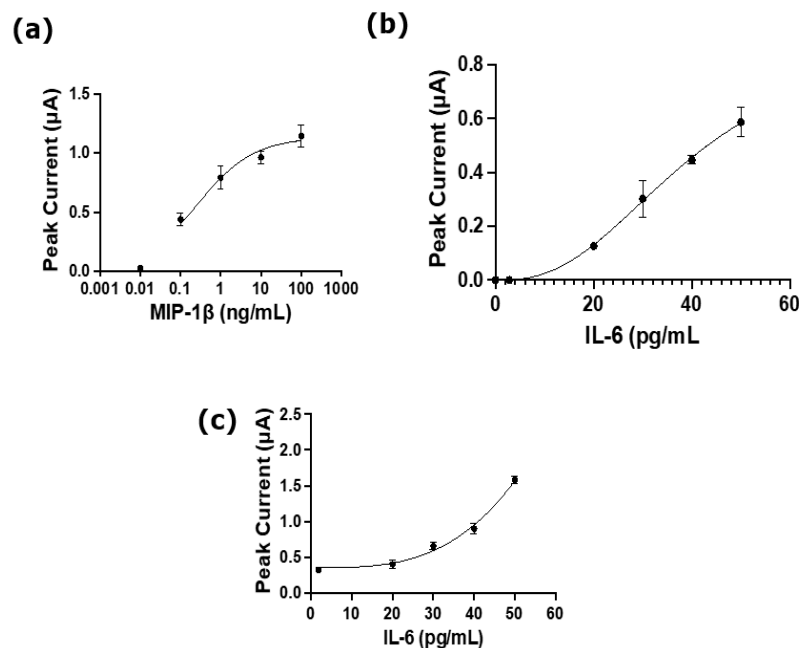 (a)
Peak Current (μA)
1.5
1.0
0.5
0.0
0.001 0.01 0.1 1 10 100 1000
MIP-1β (ng/mL)
(b)
Peak Current (μA)
0.8
0.6
0.4
0.2
0.0
0 20 40 60
IL-6 (pg/mL
(c)
Peak Current (μA)
2.5
2.0
1.5
1.0
0.5
0.0
0 10 20 30 40 50 60
IL-6 (pg/mL)